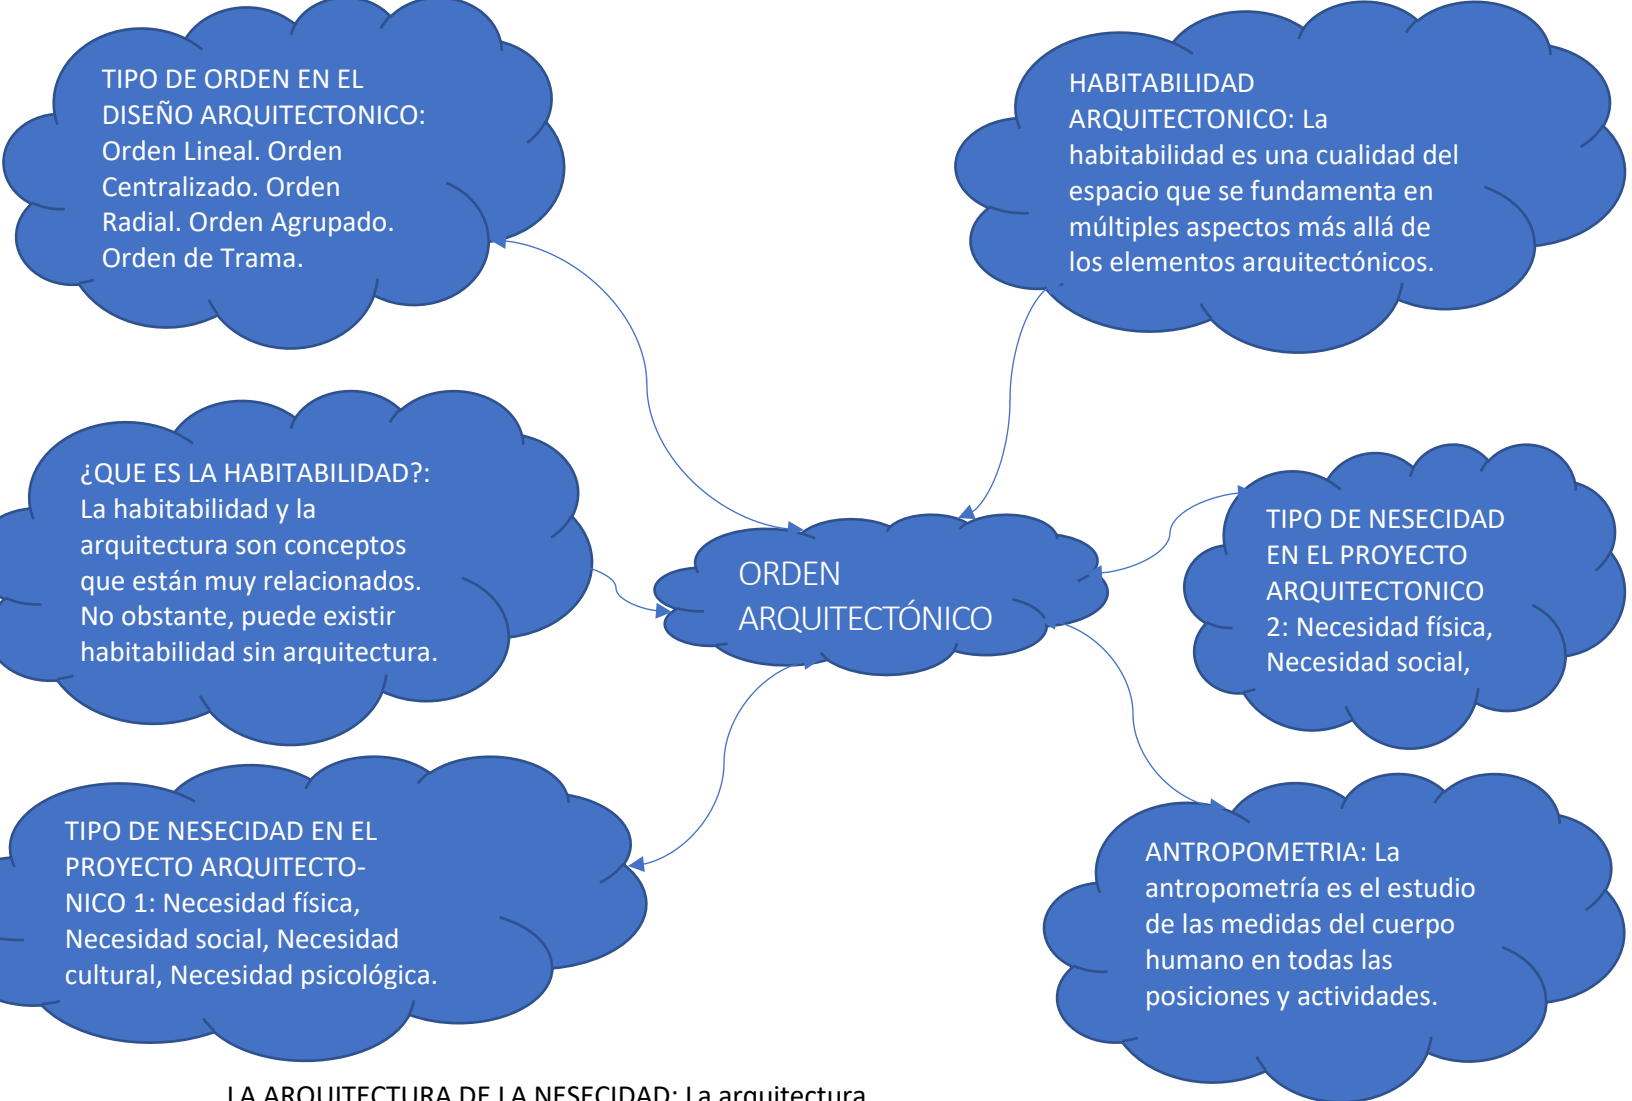 TIPO DE ORDEN EN EL
DISEÑO ARQUITECTONICO:
Orden Lineal. Orden
Centralizado. Orden
Radial. Orden Agrupado.
Orden de Trama.
HABITABILIDAD
ARQUITECTONICO: La
habitabilidad es una cualidad del
espacio que se fundamenta en
múltiples aspectos más allá de
los elementos arquitectónicos.
¿QUE ES LA HABITABILIDAD?:
La habitabilidad y la
arquitectura son conceptos
que están muy relacionados.
No obstante, puede existir
habitabilidad sin arquitectura.
ORDEN
ARQUITECTÓNICO
TIPO DE NESECIDAD
EN EL PROYECTO
ARQUITECTONICO
2: Necesidad física,
Necesidad social,
TIPO DE NESECIDAD EN EL
PROYECTO ARQUITECTO-
NICO 1: Necesidad física,
Necesidad social, Necesidad
cultural, Necesidad psicológica.
ANTROPOMETRIA: La
antropometría es el estudio
de las medidas del cuerpo
humano en todas las
posiciones y actividades.
LA ARQUITECTURA DE LA NESECIDAD: La arquitectura